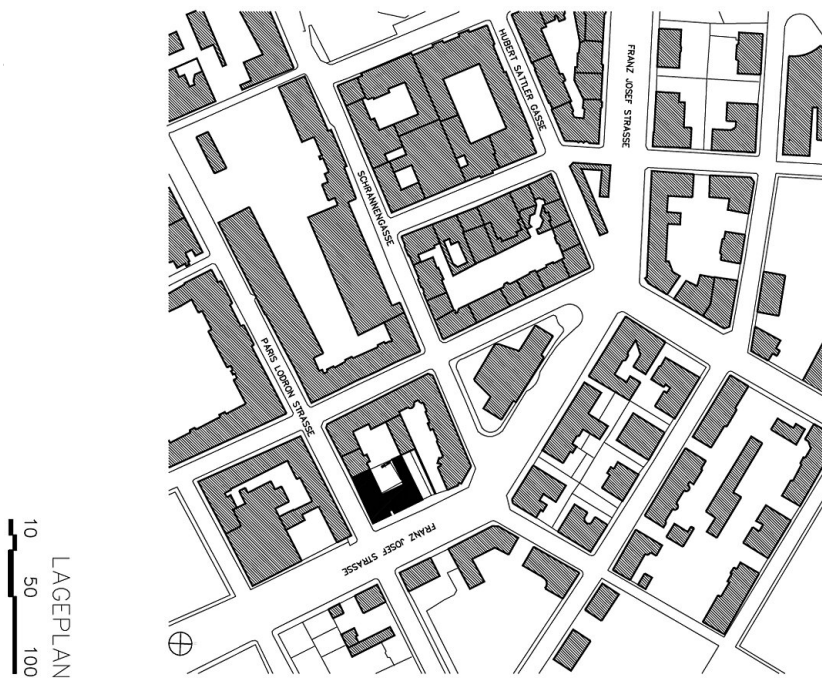 HUBERT SATTLER GASSE
FRANZ JOSEF STRASSE
SCHRANNENGASSE
PARIS LODRON STRASSE
FRANZ JOSEF STRASSE
10 50 100
LAGEPLAN